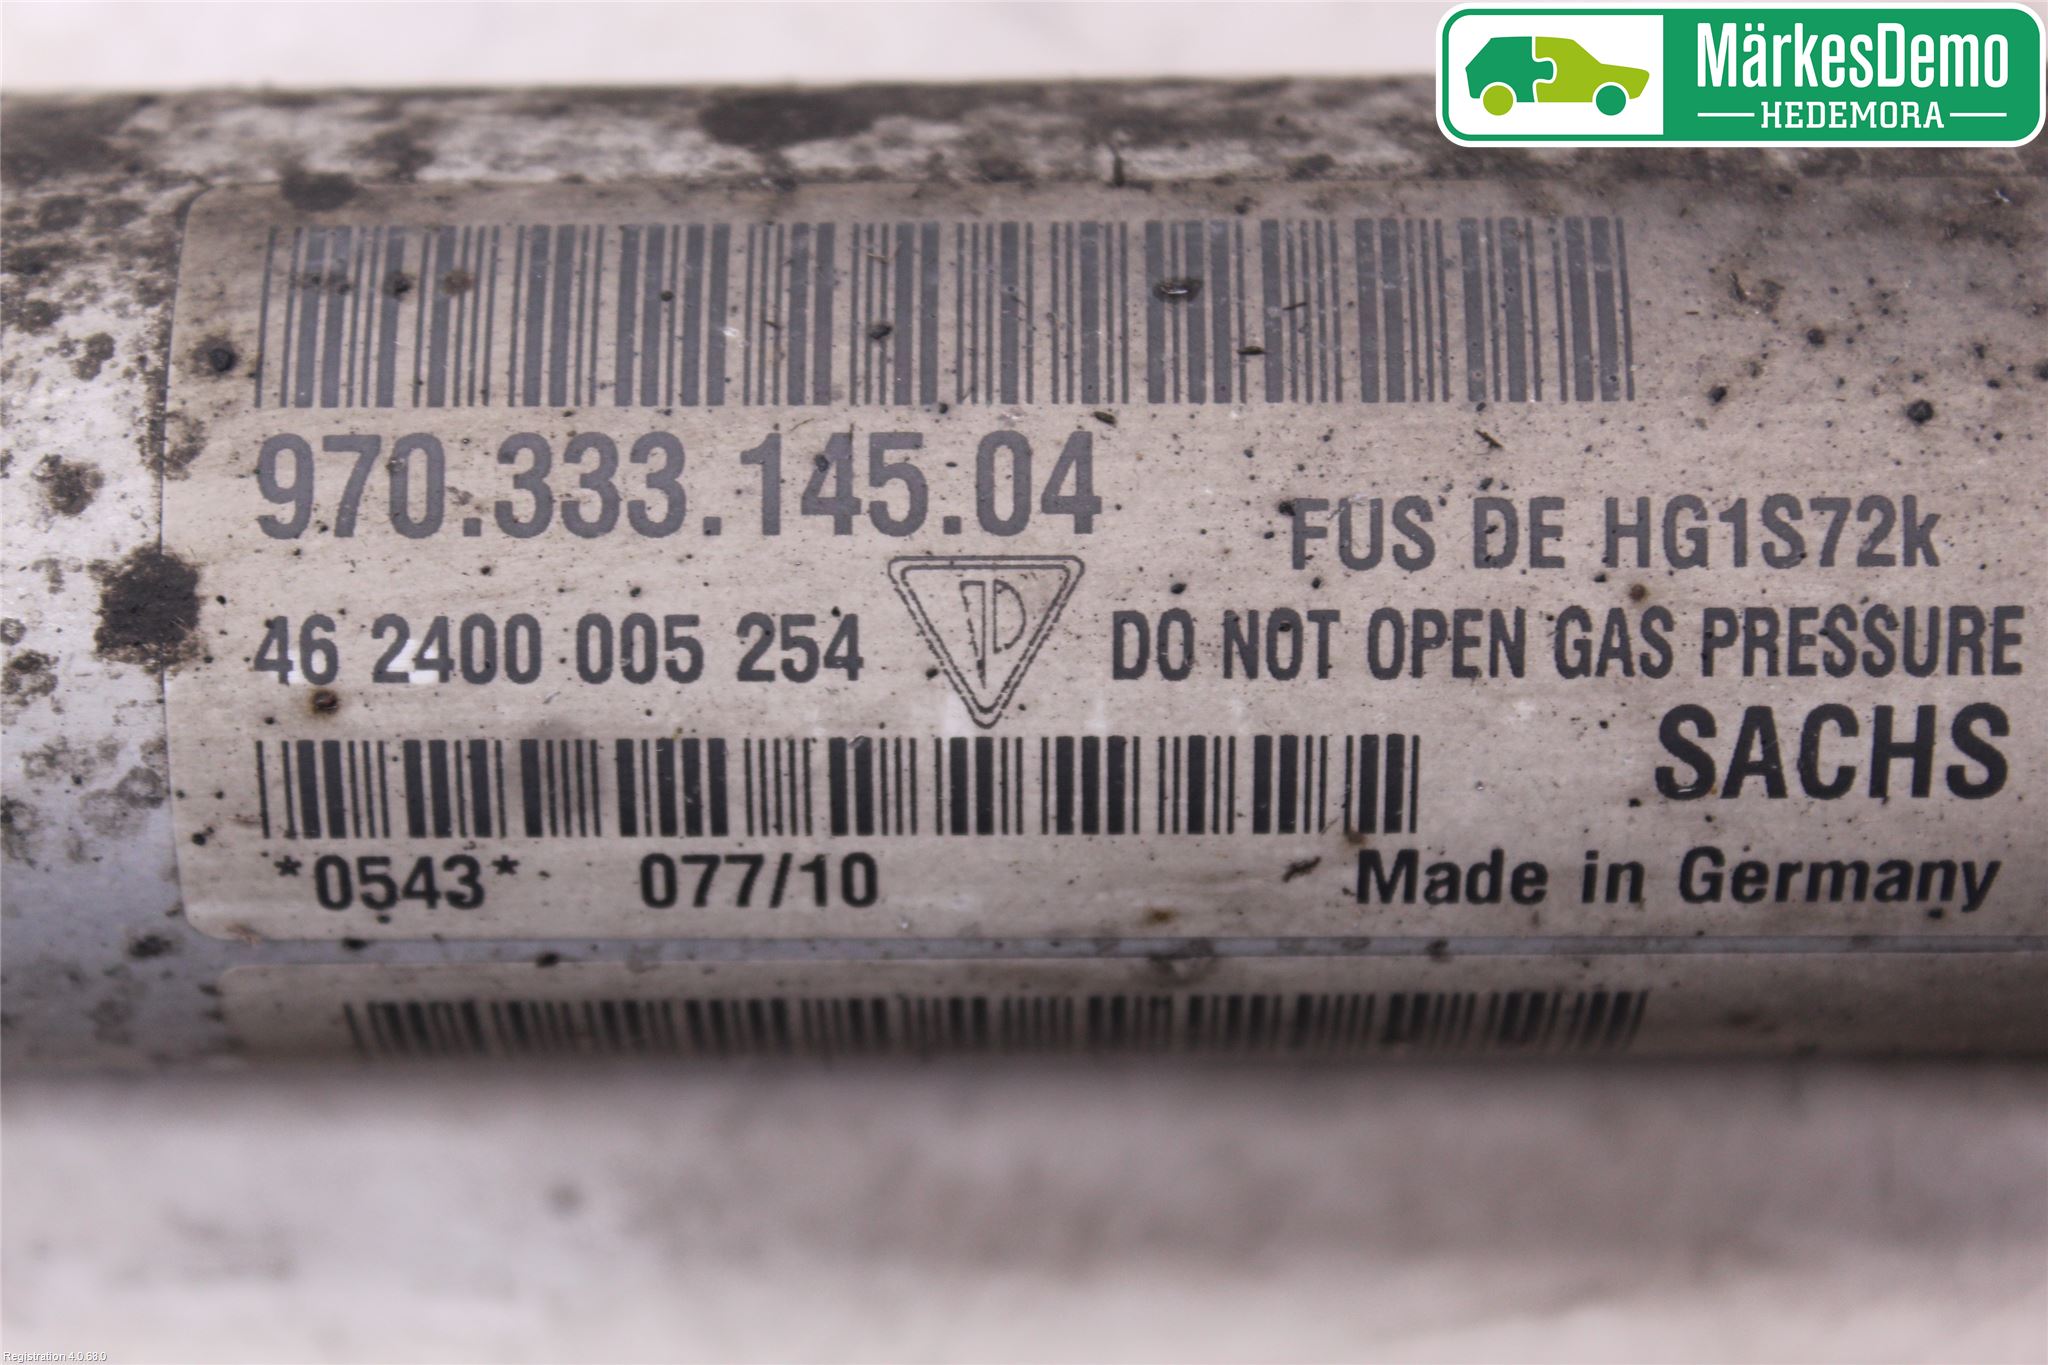 MärkesDemo
HEDEMORA
970.333.145.04
FUS DE HG1S72k
46 2400 005 254
DO NOT OPEN GAS PRESSURE
SACHS
*0543* 077/10
Made in Germany
Registration 4.0.68.0